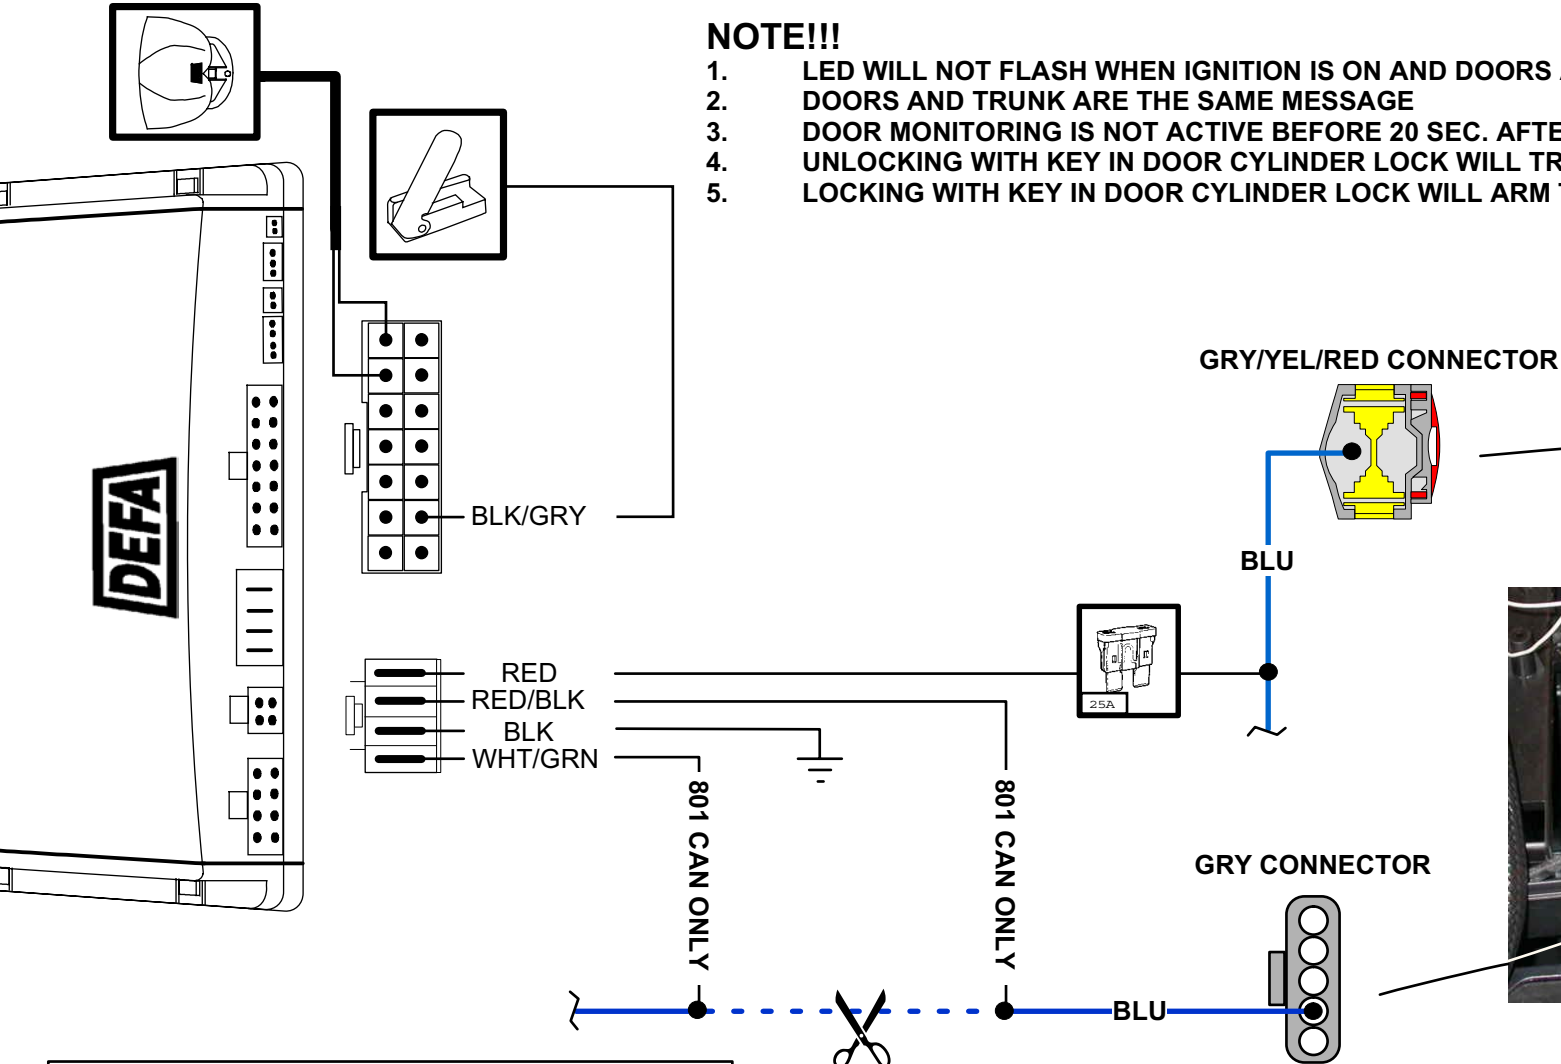 NOTE!!!
1. LED WILL NOT FLASH WHEN IGNITION IS ON AND DOORS
2. DOORS AND TRUNK ARE THE SAME MESSAGE
3. DOOR MONITORING IS NOT ACTIVE BEFORE 20 SEC. AFTE
4. UNLOCKING WITH KEY IN DOOR CYLINDER LOCK WILL TR
5. LOCKING WITH KEY IN DOOR CYLINDER LOCK WILL ARM
GRY/YEL/RED CONNECTOR
DEFA
BLK/GRY
BLU
RED
RED/BLK
BLK
WHT/GRN
25A
801 CAN ONLY
801 CAN ONLY
GRY CONNECTOR
BLU